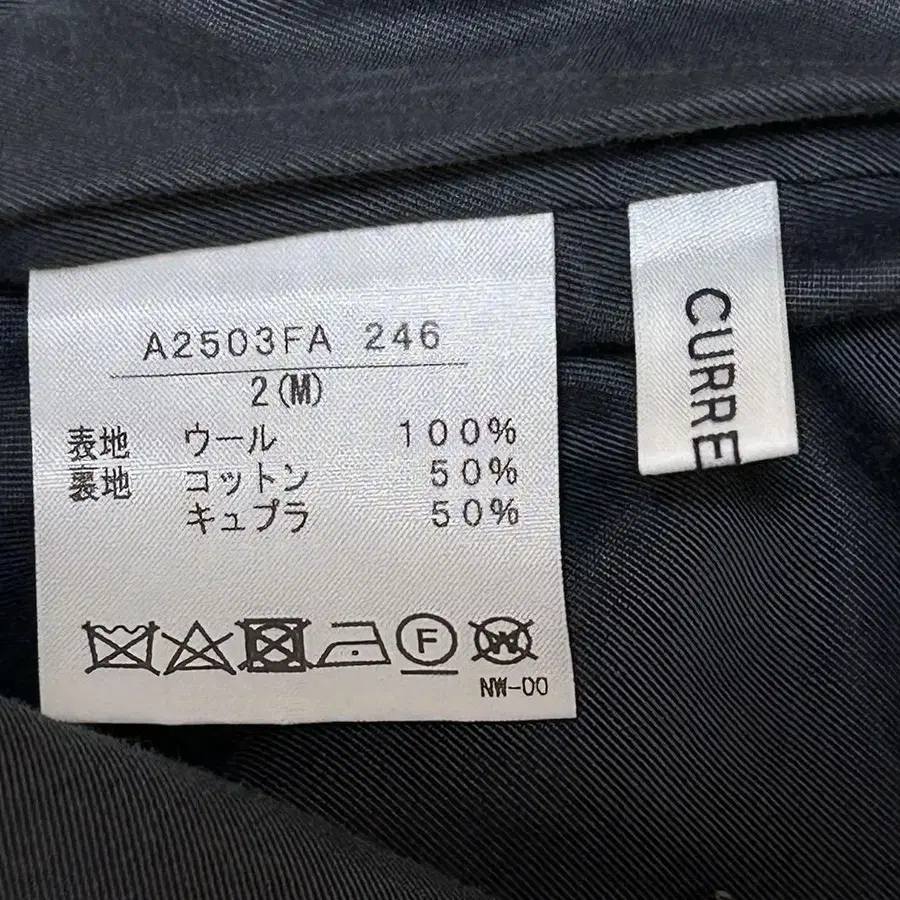 A2503FA 246
2(M)
表地 ウール 100%
裏地 コットン 50%
キュプラ 50%
F
W
NW-00
CURRE